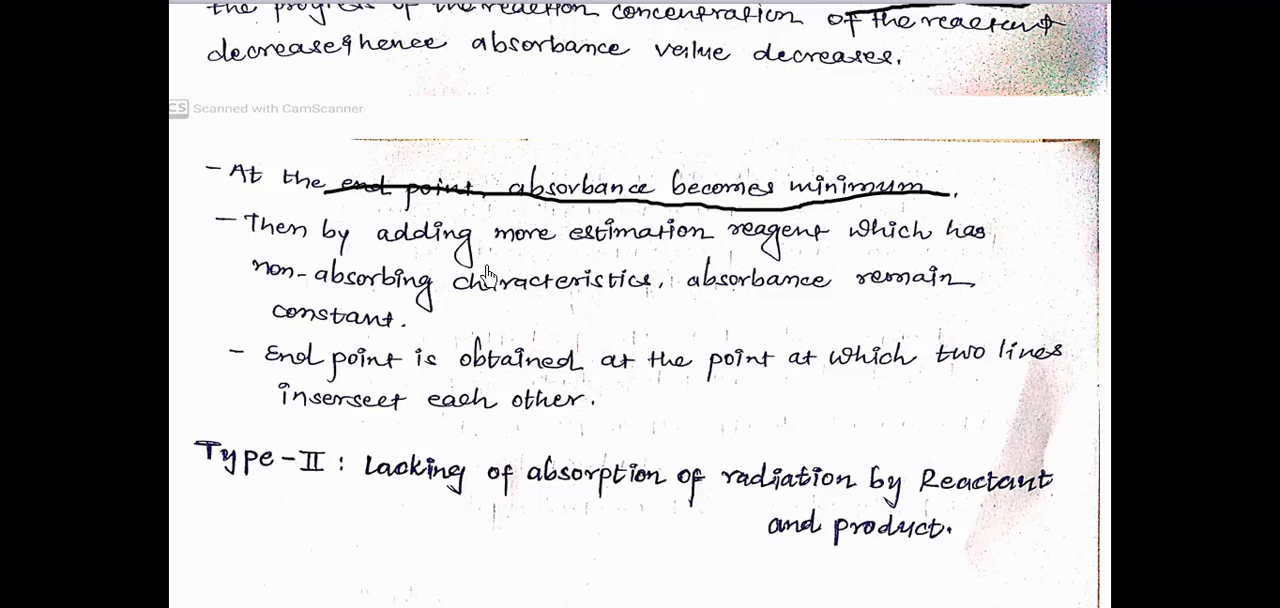 the progress of the reaction concentration of the reactant
decrease & hence absorbance value decreases.
CS Scanned with CamScanner
- At the end point, absorbance becomes minimum.
- Then by adding more estimation reagent which has
non-absorbing characteristics, absorbance remain
constant.
- End point is obtained at the point at which two lines
inserseet each other.
Type-II : Lacking of absorption of radiation by Reactant
and product.